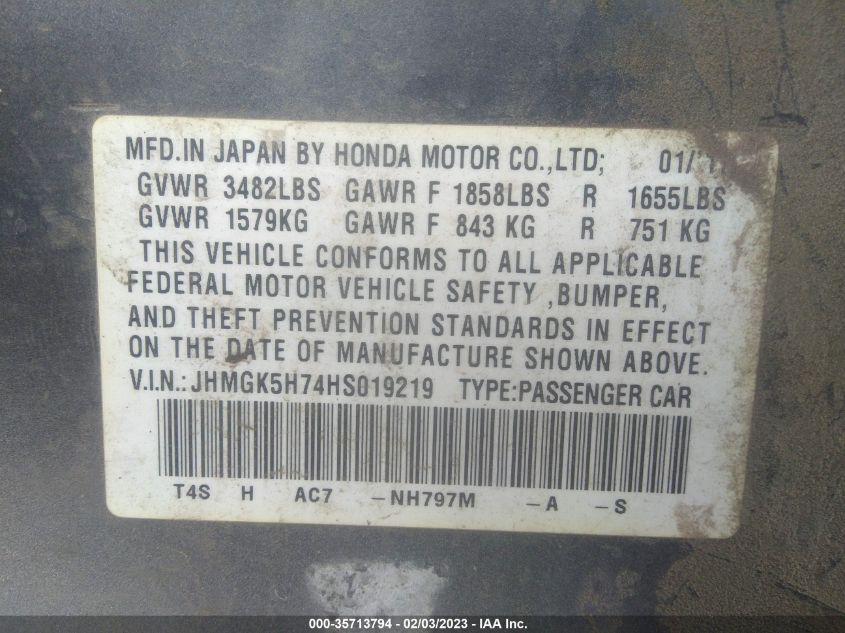 MFD.IN JAPAN BY HONDA MOTOR CO.,LTD; 01/
GVWR 3482LBS GAWR F 1858LBS R 1655LBS
GVWR 1579KG GAWR F 843 KG R 751 KG
THIS VEHICLE CONFORMS TO ALL APPLICABLE
FEDERAL MOTOR VEHICLE SAFETY ,BUMPER,
AND THEFT PREVENTION STANDARDS IN EFFECT
ON THE DATE OF MANUFACTURE SHOWN ABOVE.
V.I.N.:JHMGK5H74HS019219 TYPE:PASSENGER CAR
T4S H AC7 -NH797M -A -S
000-35713794 - 02/03/2023 - IAA Inc.